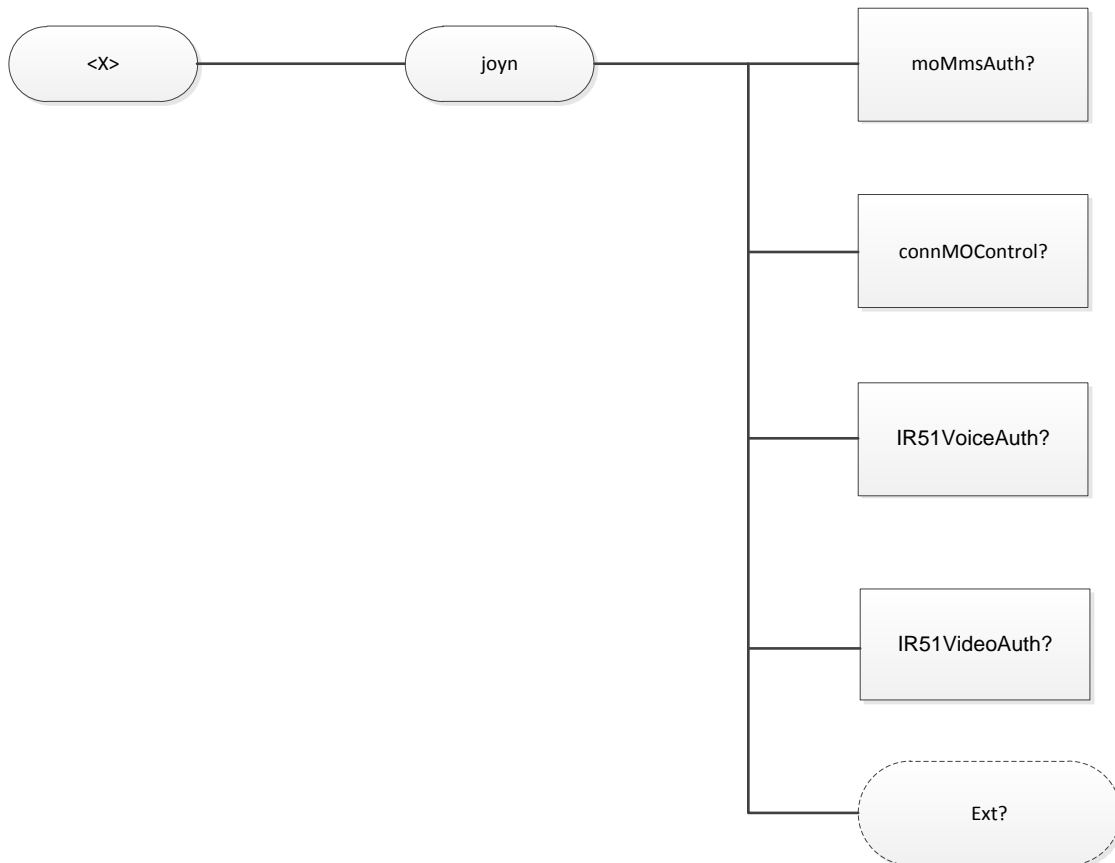 <X>
joyn
moMmsAuth?
connMOControl?
IR51VoiceAuth?
IR51VideoAuth?
Ext?